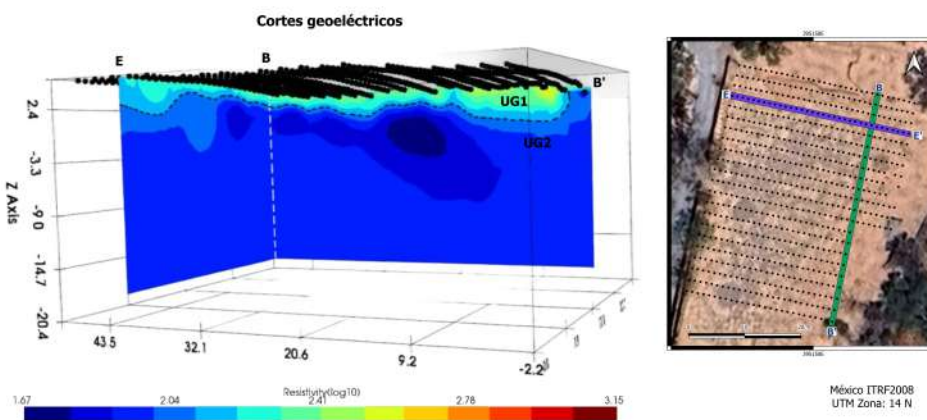 Cortes geoeléctricos
E
B
B'
UG1
UG2
2.4
-3.3
-9.0
-14.7
-20.4
Z Axis
43.5
32.1
20.6
9.2
-2.2
Resistivity(log10)
1.67
2.04
2.41
2.78
3.15
E
B
E'
B'
México ITRF2008
UTM Zona: 14 N